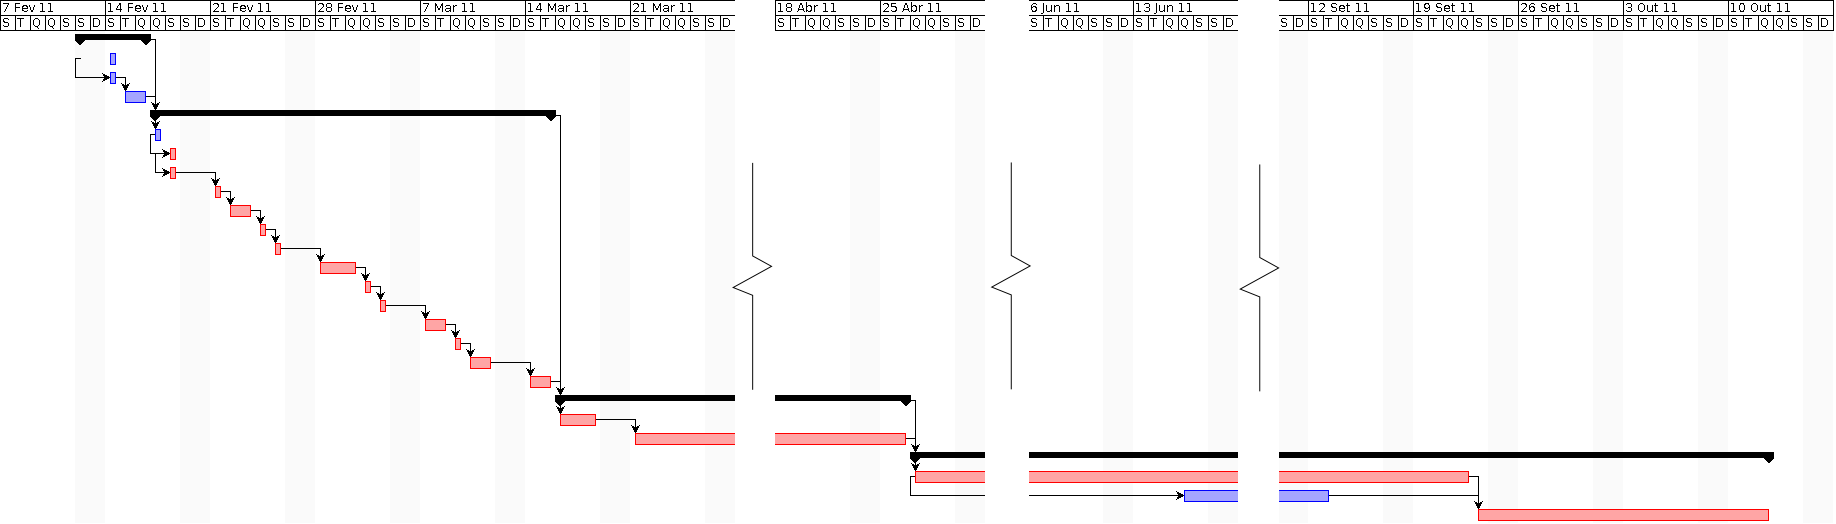 7 Fev 11 14 Fev 11 21 Fev 11 28 Fev 11 7 Mar 11 14 Mar 11 21 Mar 11 18 Abr 11 25 Abr 11 6 Jun 11 13 Jun 11 12 Set 11 19 Set 11 26 Set 11 3 Out 11 10 Out 11
S T Q Q S S D S T Q Q S S D S T Q Q S S D S T Q Q S S D S T Q Q S S D S T Q Q S S D S T Q Q S S D S T Q Q S S D S T Q Q S S D S T Q Q S S D S T Q Q S S D S D S T Q Q S S D S T Q Q S S D S T Q Q S S D S T Q Q S S D S T Q Q S S D